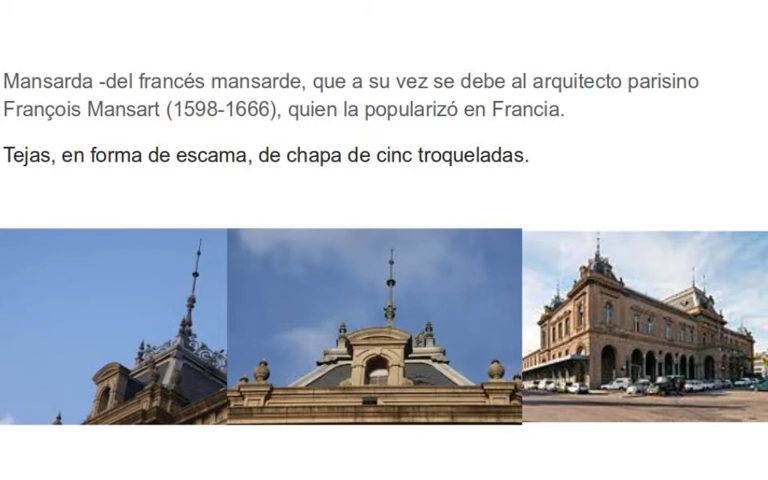 Mansarda -del francés mansarde, que a su vez se debe al arquitecto parisino
François Mansart (1598-1666), quien la popularizó en Francia.
Tejas, en forma de escama, de chapa de cinc troqueladas.